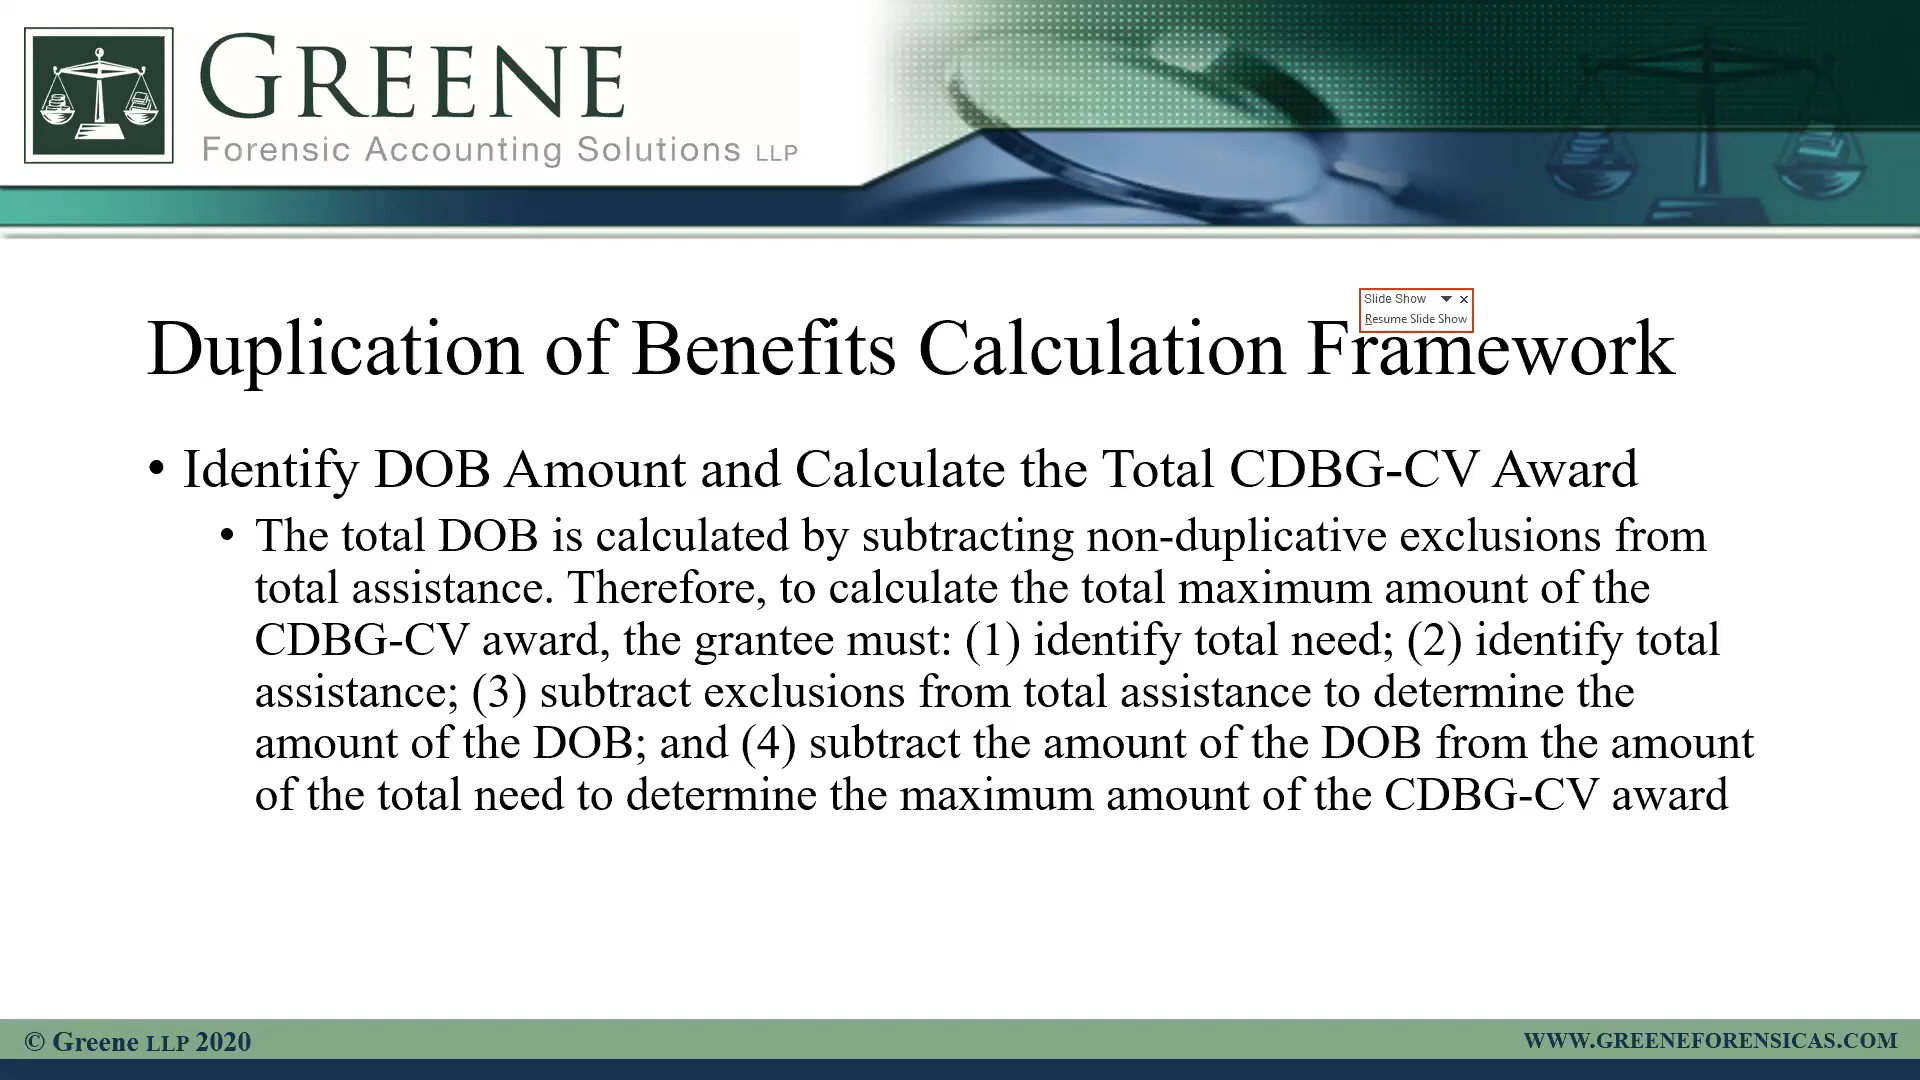 GREENE
Forensic Accounting Solutions LLP
Slide Show
Resume Slide Show
Duplication of Benefits Calculation Framework
• Identify DOB Amount and Calculate the Total CDBG-CV Award
• The total DOB is calculated by subtracting non-duplicative exclusions from
total assistance. Therefore, to calculate the total maximum amount of the
CDBG-CV award, the grantee must: (1) identify total need; (2) identify total
assistance; (3) subtract exclusions from total assistance to determine the
amount of the DOB; and (4) subtract the amount of the DOB from the amount
of the total need to determine the maximum amount of the CDBG-CV award
© Greene LLP 2020
WWW.GREENEFORENSICAS.COM